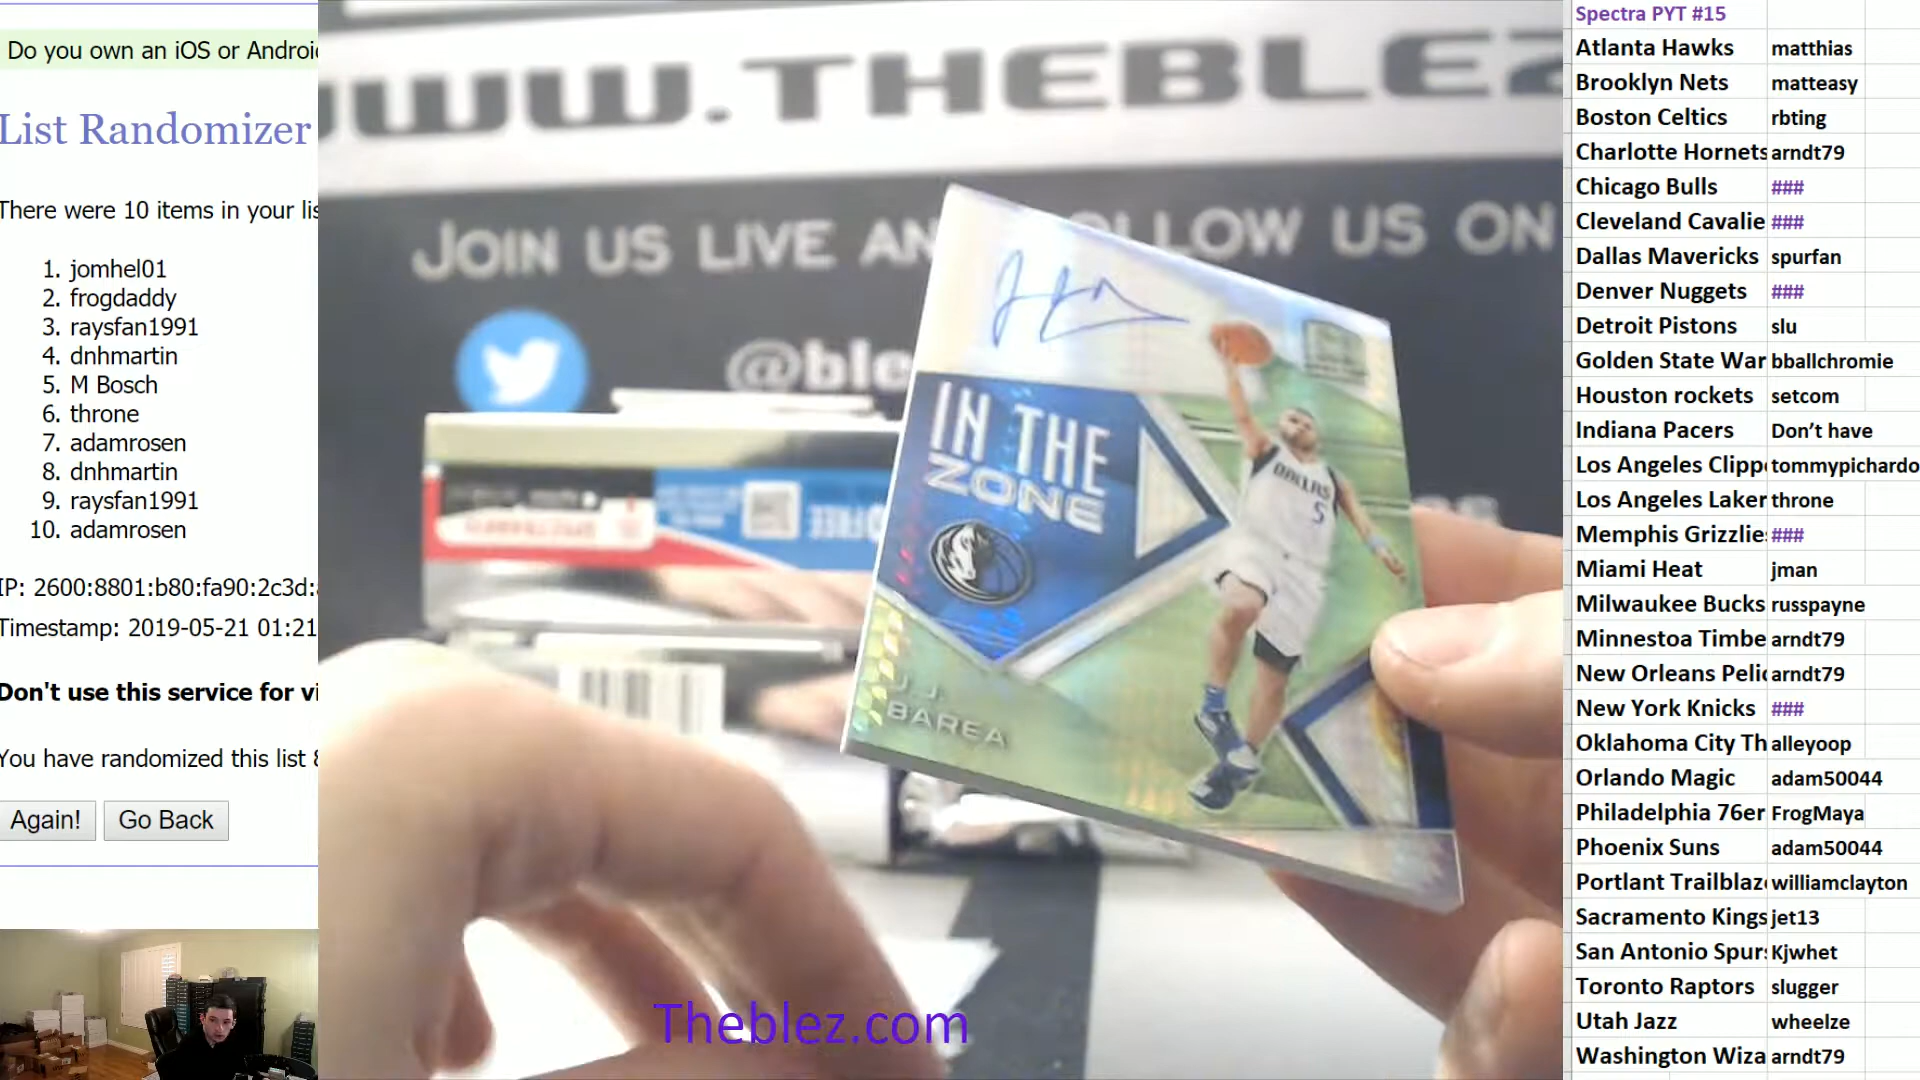 Do you own an iOS or Androi
List Randomizer
There were 10 items in your lis
1. jomhel01
2. frogdaddy
3. raysfan1991
4. dnhmartin
5. M Bosch
6. throne
7. adamrosen
8. dnhmartin
9. raysfan1991
10. adamrosen
IP: 2600:8801:b80:fa90:2c3d:
Timestamp: 2019-05-21 01:21
Don't use this service for vi
You have randomized this list
Again! Go Back
WWW.THEBLEZ
JOIN US LIVE AN OLLOW US ON
@ble
IN THE
ZONE
DALLAS
5
J.J.
BAREA
Theblez.com
Spectra PYT #15
Atlanta Hawks matthias
Brooklyn Nets matteasy
Boston Celtics rbting
Charlotte Hornets arndt79
Chicago Bulls ###
Cleveland Cavalie ###
Dallas Mavericks spurfan
Denver Nuggets ###
Detroit Pistons slu
Golden State War bballchromie
Houston rockets setcom
Indiana Pacers Don’t have
Los Angeles Clipp tommypichardo
Los Angeles Laker throne
Memphis Grizzlie ###
Miami Heat jman
Milwaukee Bucks russpayne
Minnestoa Timbe arndt79
New Orleans Peli arndt79
New York Knicks ###
Oklahoma City Th alleyoop
Orlando Magic adam50044
Philadelphia 76er FrogMaya
Phoenix Suns adam50044
Portlant Trailblaz williamclayton
Sacramento Kings jet13
San Antonio Spur Kjwhet
Toronto Raptors slugger
Utah Jazz wheelze
Washington Wiza arndt79